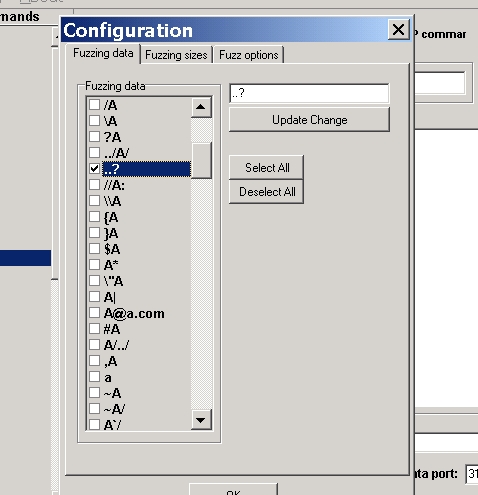 mands
Configuration
P commar
Fuzzing data
Fuzzing sizes
Fuzz options
Fuzzing data
/A
\A
?A
../A/
..?
//A:
\\A
{A
}A
$A
A*
\"A
A|
A@a.com
#A
A/../
,A
a
~A
~A/
A`/
..?
Update Change
Select All
Deselect All
ata port:
31
OK